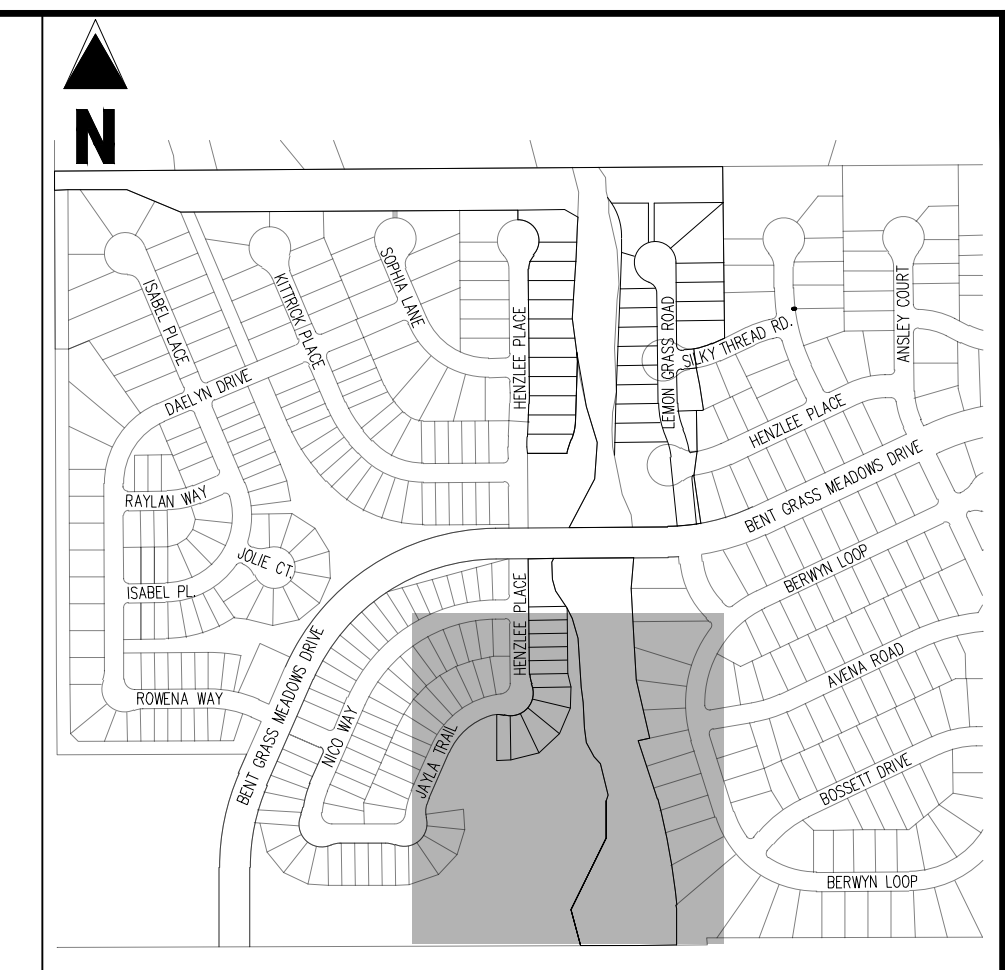 N
ISABEL PLACE
KITTRICK PLACE
SOPHIA LANE
HENZLEE PLACE
LEMON GRASS ROAD
SILKY THREAD RD.
ANSLEY COURT
DAELYN DRIVE
HENZLEE PLACE
BENT GRASS MEADOWS DRIVE
RAYLAN WAY
JOLIE CT.
ISABEL PL.
BERWYN LOOP
HENZLEE PLACE
AVENA ROAD
ROWENA WAY
BENT GRASS MEADOWS DRIVE
NICO WAY
JAYLA TRAIL
BOSSETT DRIVE
BERWYN LOOP